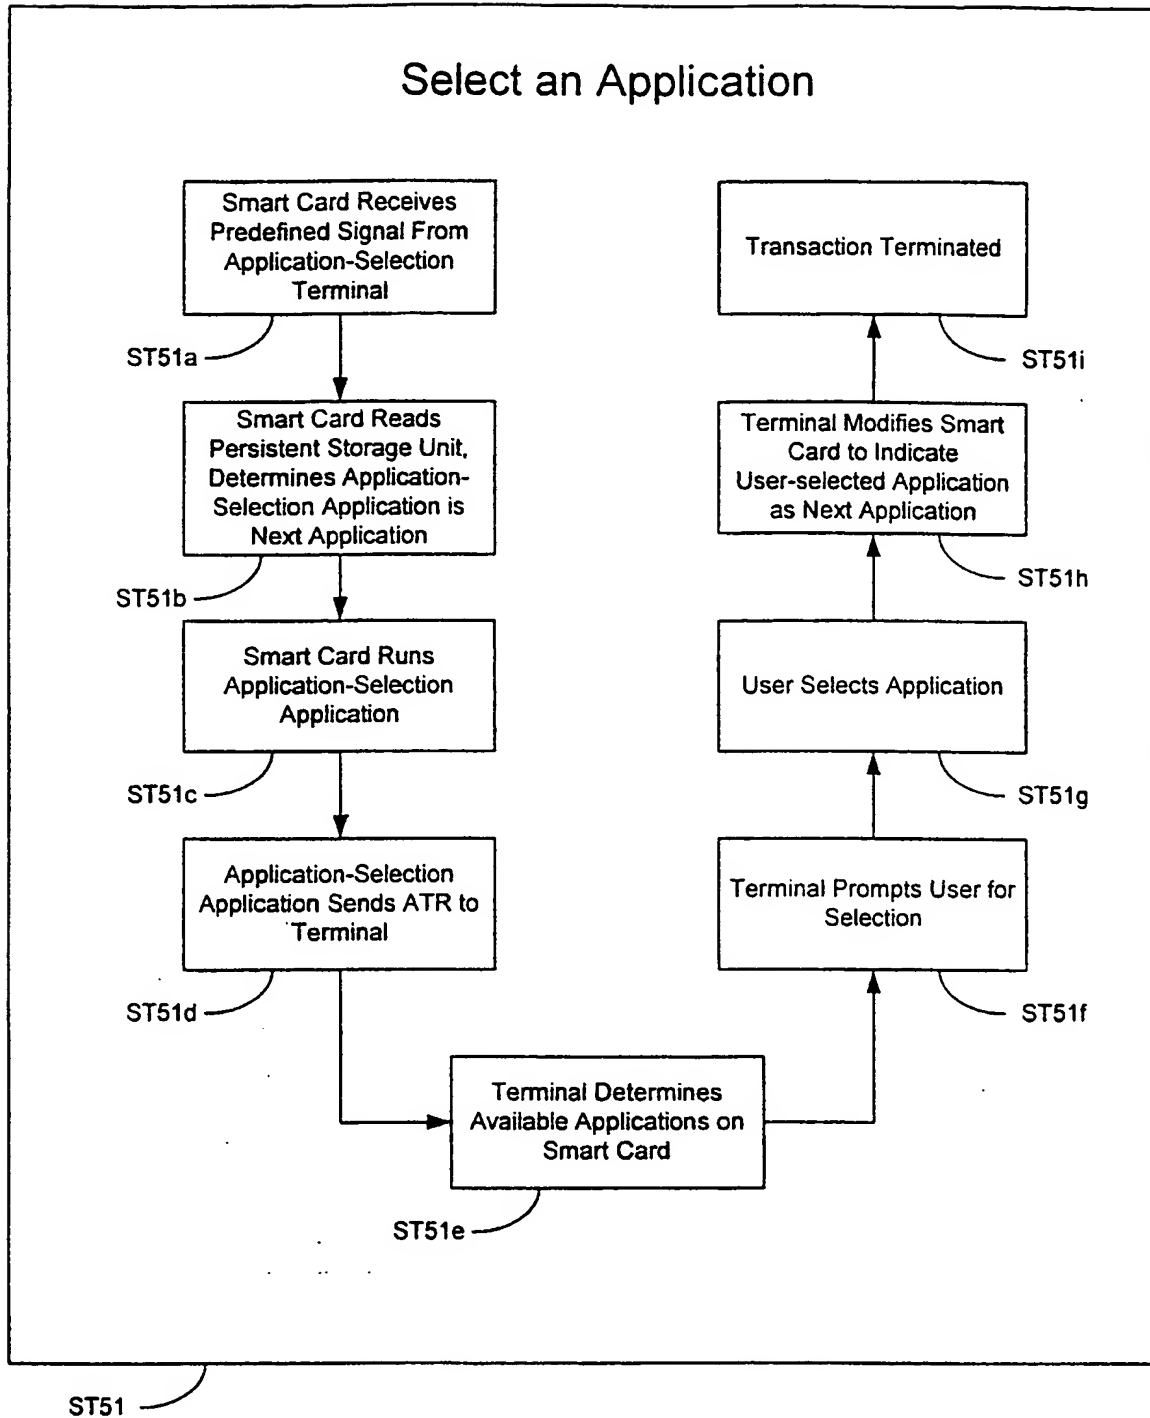 Select an Application
Smart Card Receives
Predefined Signal From
Application-Selection
Terminal
ST51a
Smart Card Reads
Persistent Storage Unit,
Determines Application-
Selection Application is
Next Application
ST51b
Smart Card Runs
Application-Selection
Application
ST51c
Application-Selection
Application Sends ATR to
Terminal
ST51d
Terminal Determines
Available Applications on
Smart Card
ST51e
Terminal Prompts User for
Selection
ST51f
User Selects Application
ST51g
Terminal Modifies Smart
Card to Indicate
User-selected Application
as Next Application
ST51h
Transaction Terminated
ST51i
ST51